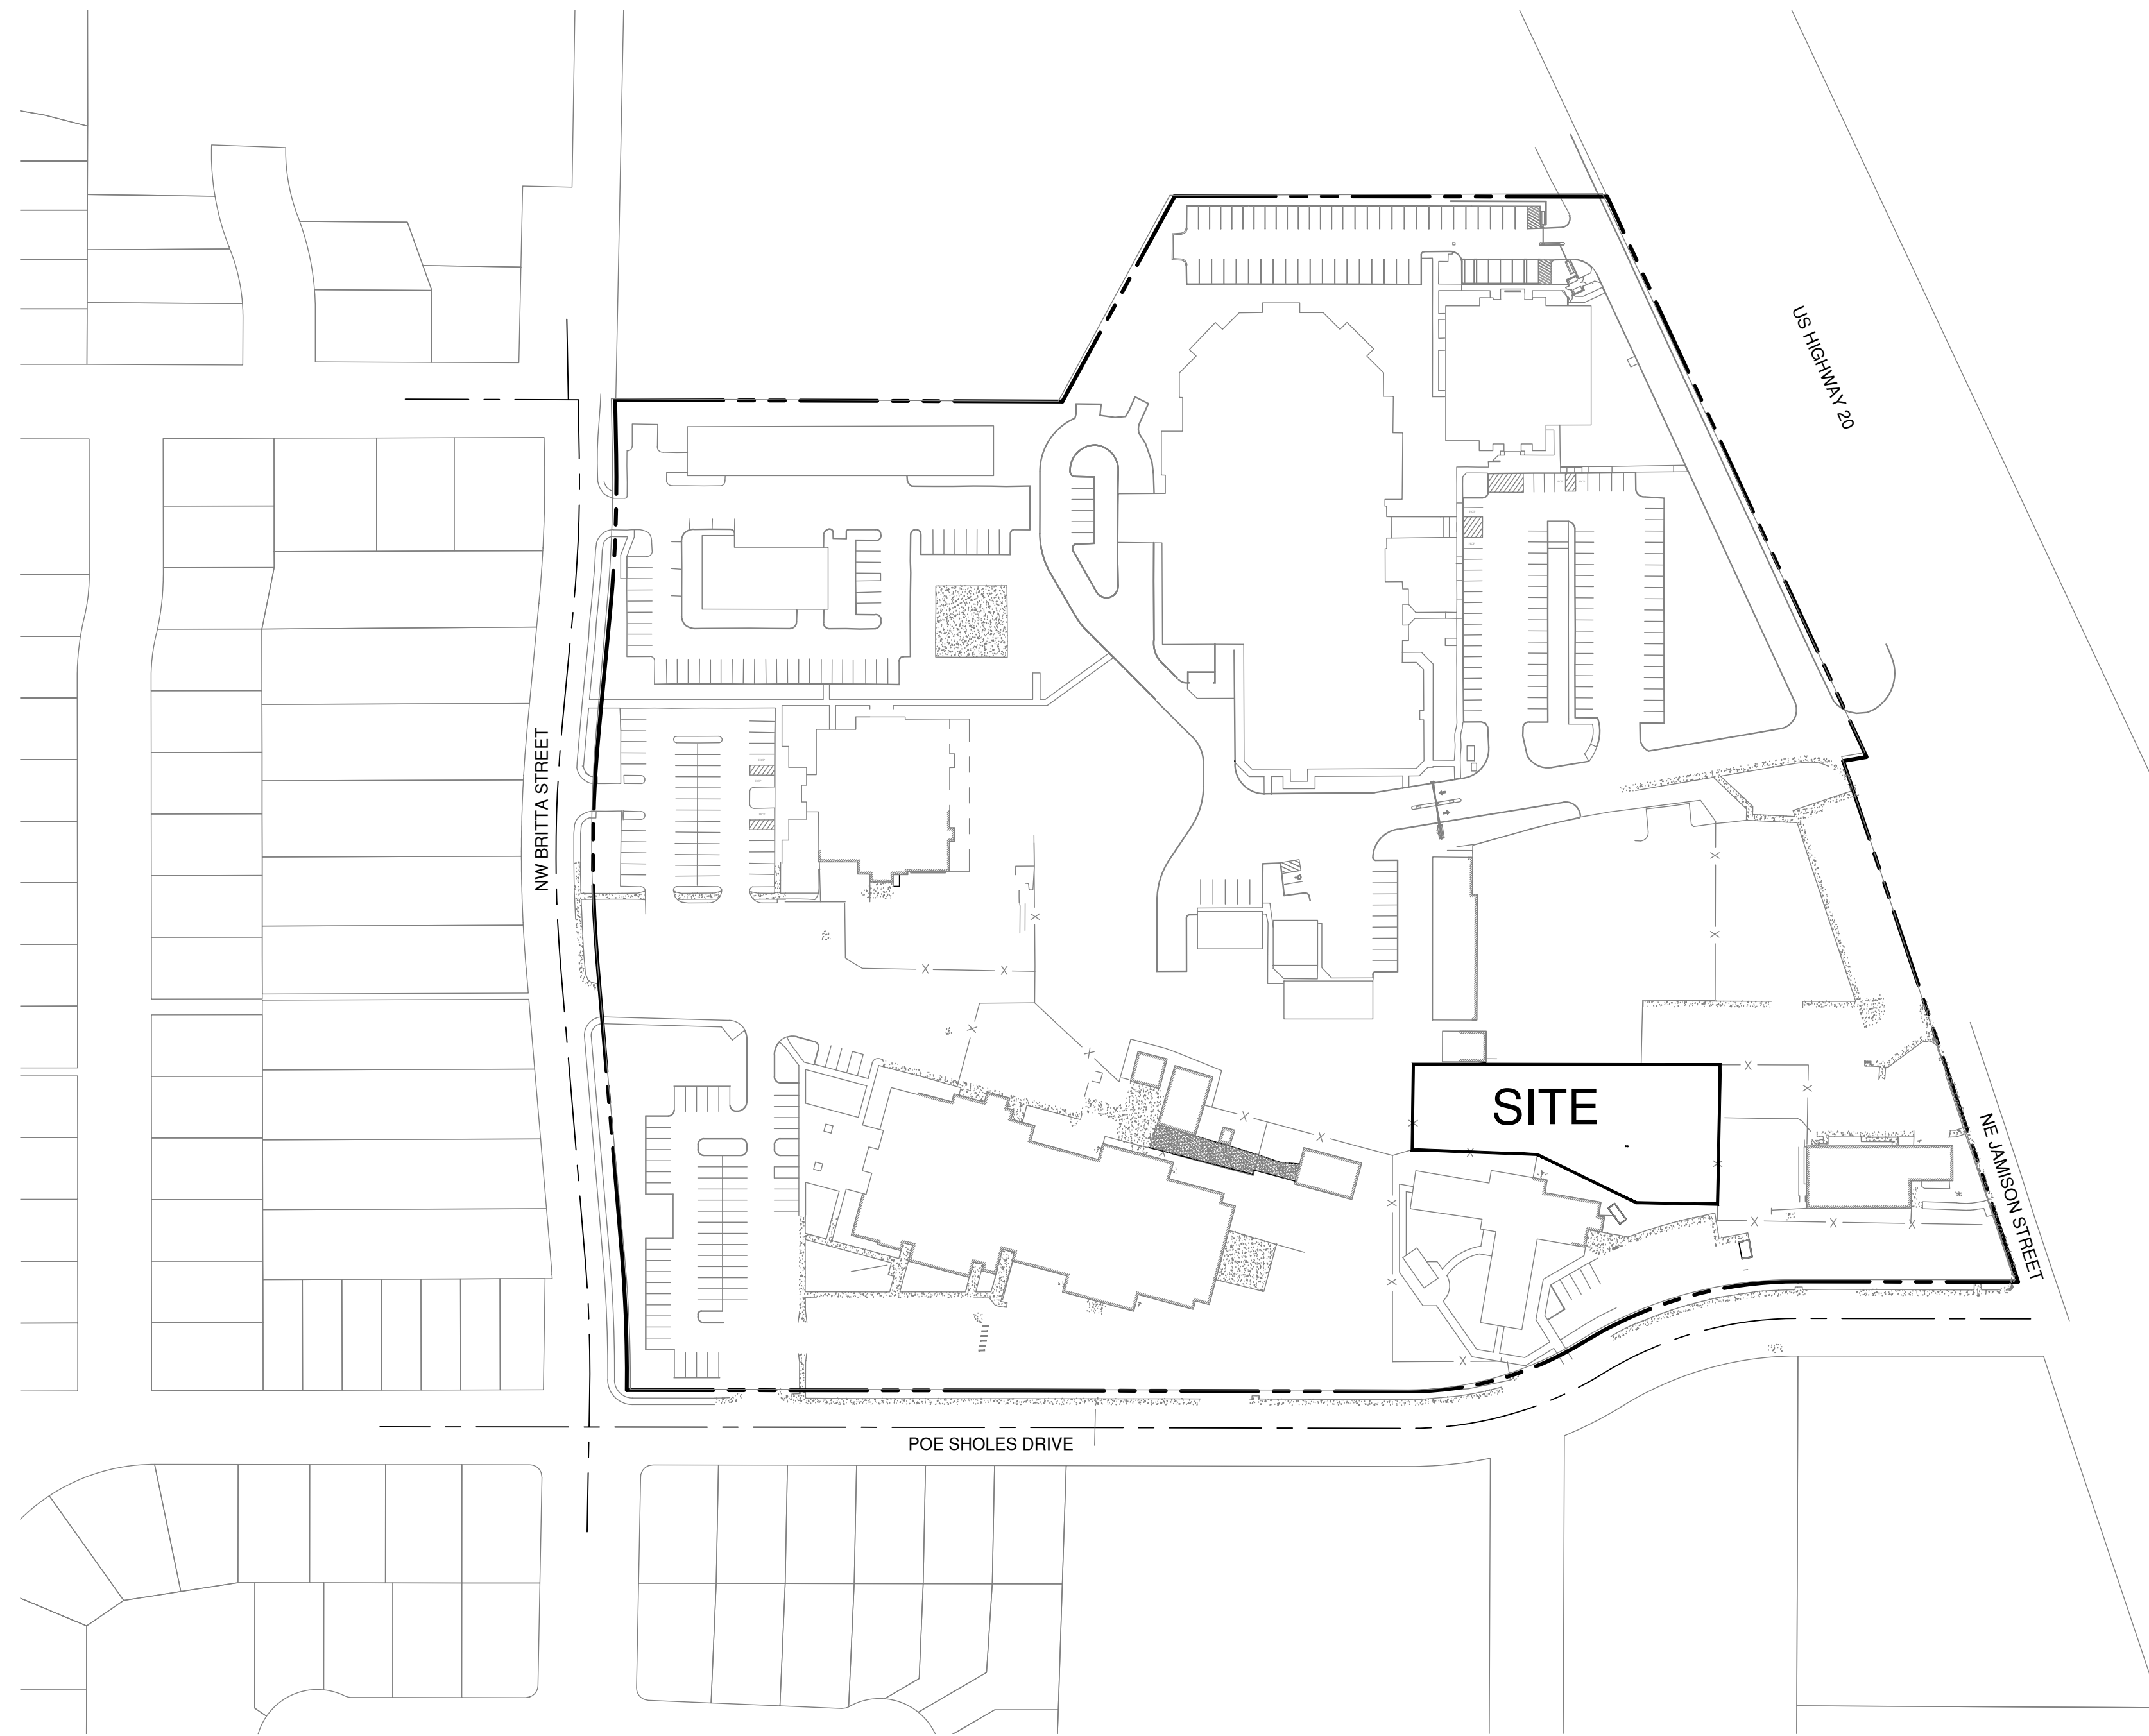 US HIGHWAY 20
NW BRITTA STREET
SITE
NE JAMISON STREET
POE SHOLES DRIVE